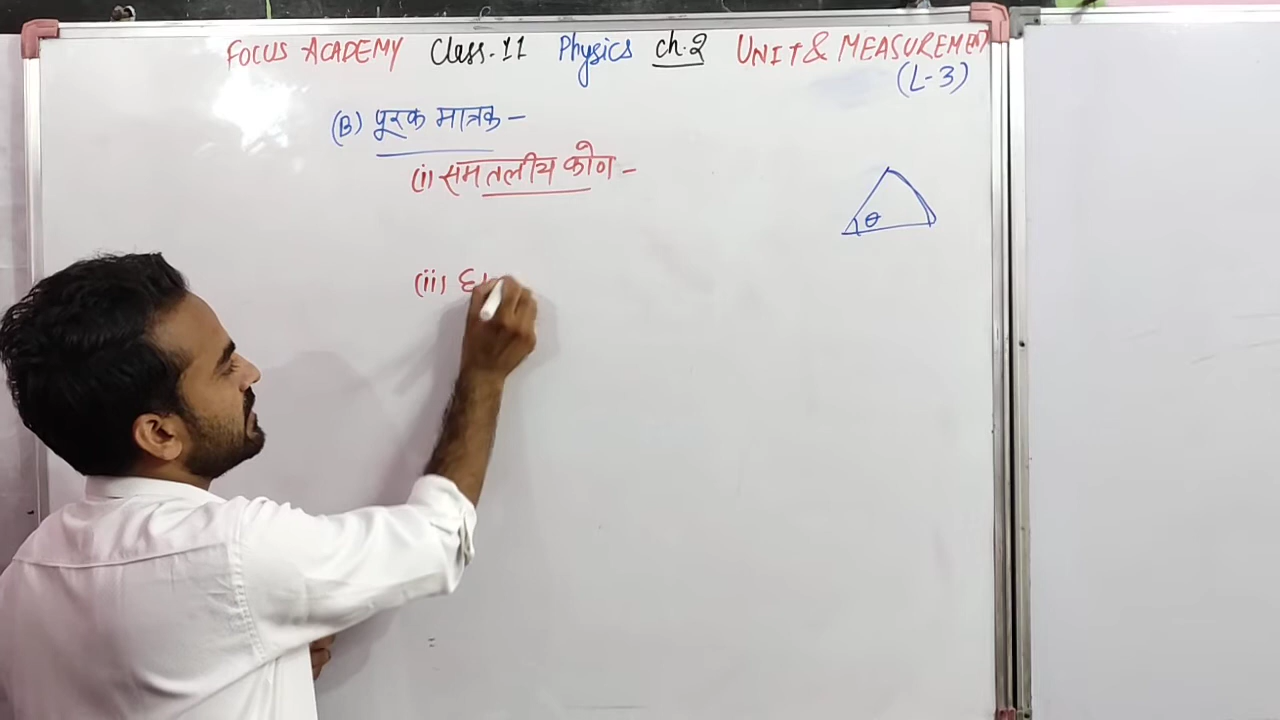 FOCUS ACADEMY Class-11 Physics ch.2 UNIT & MEASUREMENT
(L-3)
(B) पूरक मात्रक -
(i) समतलीय कोण -
θ
(ii)